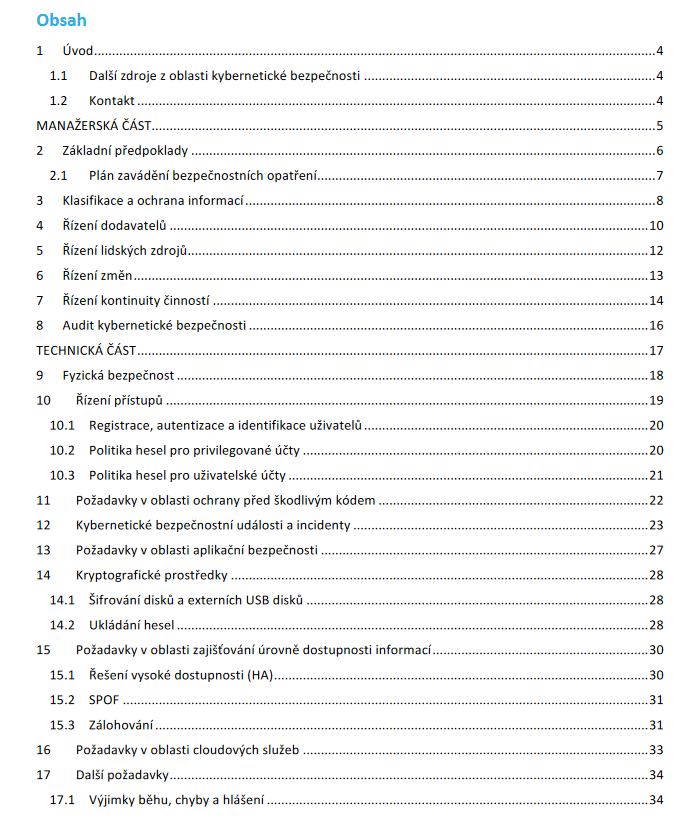 Obsah
1 Úvod 4
1.1 Další zdroje z oblasti kybernetické bezpečnosti 4
1.2 Kontakt 4
MANAŽERSKÁ ČÁST 5
2 Základní předpoklady 6
2.1 Plán zavádění bezpečnostních opatření 7
3 Klasifikace a ochrana informací 8
4 Řízení dodavatelů 10
5 Řízení lidských zdrojů 12
6 Řízení změn 13
7 Řízení kontinuity činností 14
8 Audit kybernetické bezpečnosti 16
TECHNICKÁ ČÁST 17
9 Fyzická bezpečnost 18
10 Řízení přístupů 19
10.1 Registrace, autentizace a identifikace uživatelů 20
10.2 Politika hesel pro privilegované účty 20
10.3 Politika hesel pro uživatelské účty 21
11 Požadavky v oblasti ochrany před škodlivým kódem 22
12 Kybernetické bezpečnostní události a incidenty 23
13 Požadavky v oblasti aplikační bezpečnosti 27
14 Kryptografické prostředky 28
14.1 Šifrování disků a externích USB disků 28
14.2 Ukládání hesel 28
15 Požadavky v oblasti zajišťování úrovně dostupnosti informací 30
15.1 Řešení vysoké dostupnosti (HA) 30
15.2 SPOF 31
15.3 Zálohování 31
16 Požadavky v oblasti cloudových služeb 33
17 Další požadavky 34
17.1 Výjimky běhu, chyby a hlášení 34